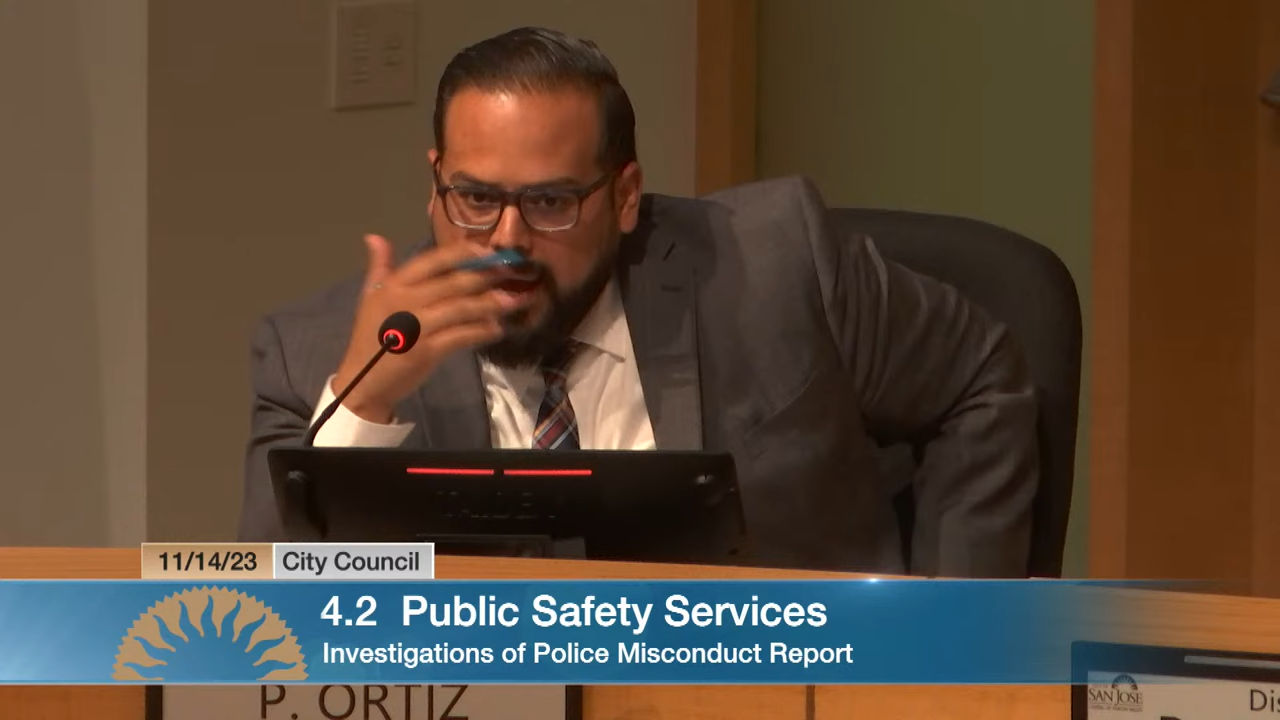 11/14/23 City Council
4.2 Public Safety Services
Investigations of Police Misconduct Report
P. ORTIZ
SAN JOSE